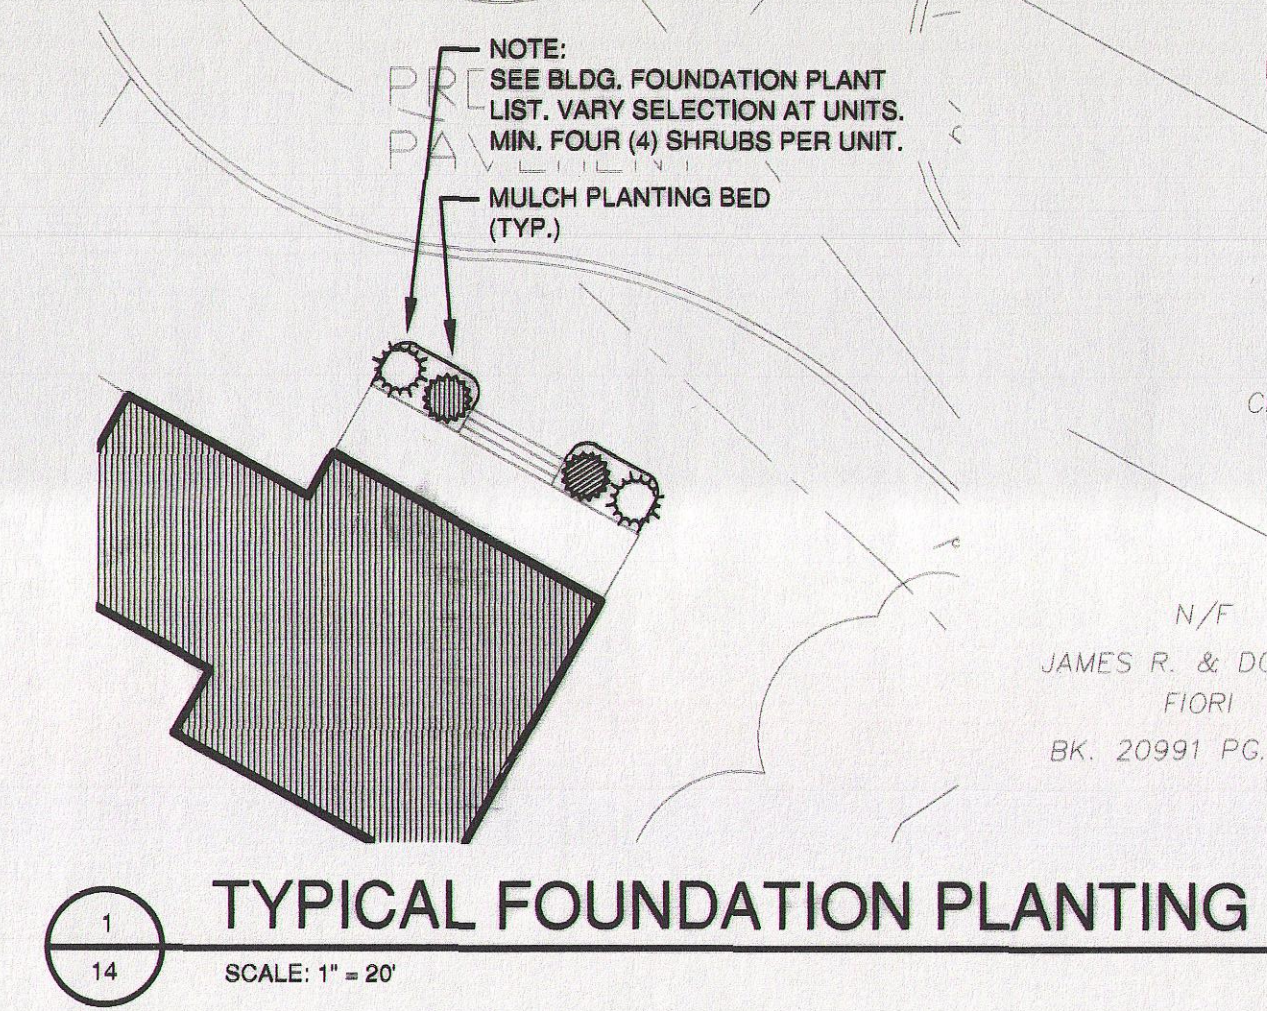 NOTE:
SEE BLDG. FOUNDATION PLANT
LIST. VARY SELECTION AT UNITS.
MIN. FOUR (4) SHRUBS PER UNIT.
MULCH PLANTING BED
(TYP.)
N/F
JAMES R. &
FIORI
BK. 20991 PG.
1
14
TYPICAL FOUNDATION PLANTING
SCALE: 1" = 20'